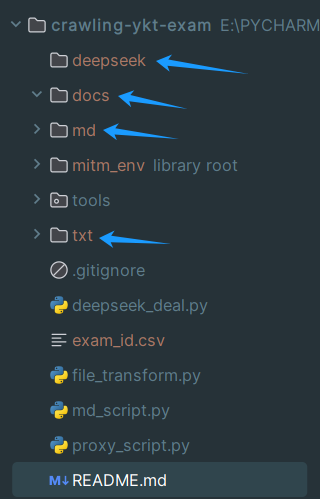 crawling-ykt-exam E:\PYCHARM
deepseek
docs
md
mitm_env library root
tools
txt
.gitignore
deepseek_deal.py
exam_id.csv
file_transform.py
md_script.py
proxy_script.py
M↓ README.md